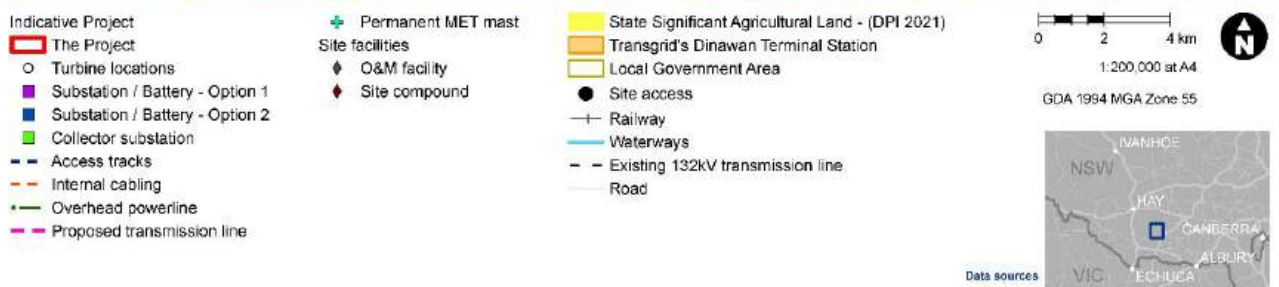 Indicative Project
The Project
Turbine locations
Substation / Battery - Option 1
Substation / Battery - Option 2
Collector substation
Access tracks
Internal cabling
Overhead powerline
Proposed transmission line
Permanent MET mast
Site facilities
O&M facility
Site compound
State Significant Agricultural Land - (DPI 2021)
Transgrid's Dinawan Terminal Station
Local Government Area
Site access
Railway
Waterways
Existing 132kV transmission line
Road
0 2 4 km
1:200,000 at A4
GDA 1994 MGA Zone 55
N
IVANHOE
NSW
HAY
CANBERRA
ALBURY
VIC
ECHUCA
Data sources